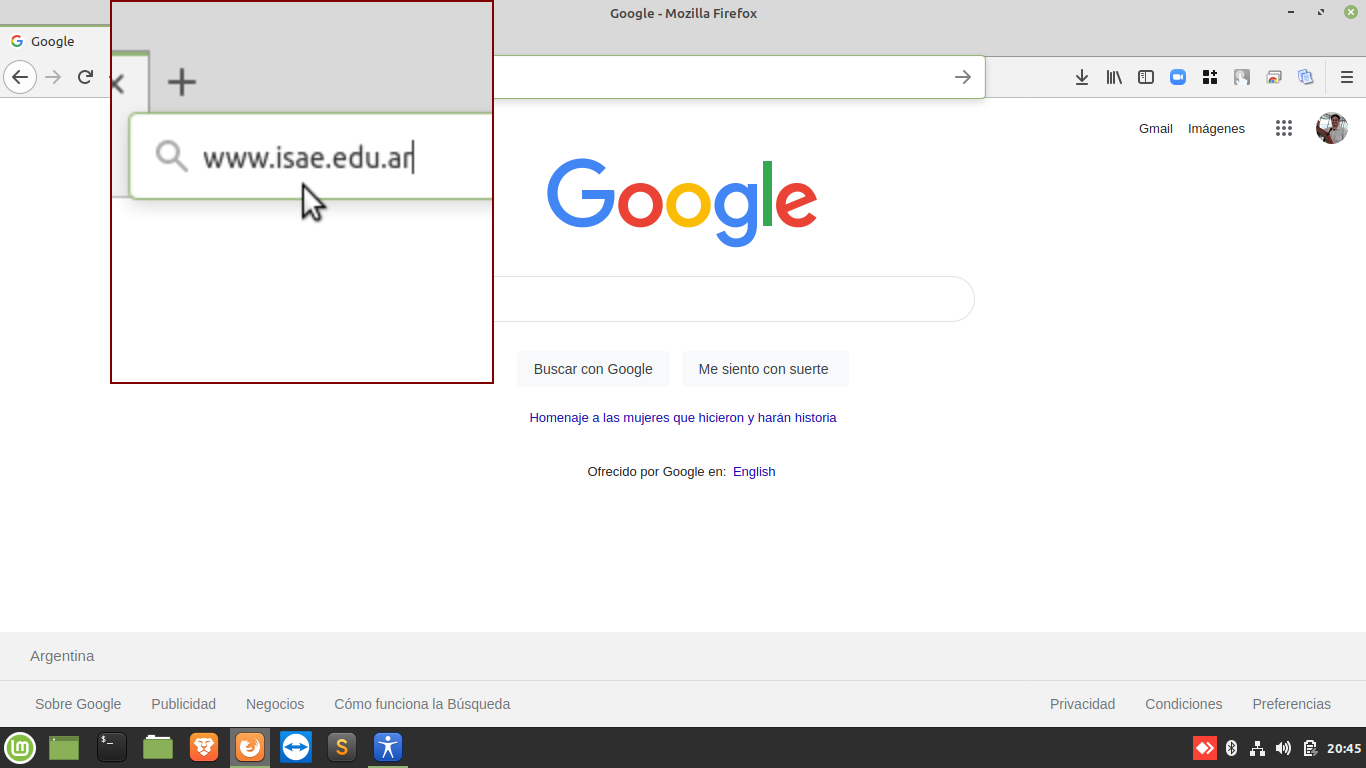 Google - Mozilla Firefox
Google
www.isae.edu.ar
Gmail Imágenes
Google
Buscar con Google Me siento con suerte
Homenaje a las mujeres que hicieron y harán historia
Ofrecido por Google en: English
Argentina
Sobre Google Publicidad Negocios Cómo funciona la Búsqueda Privacidad Condiciones Preferencias
20:45